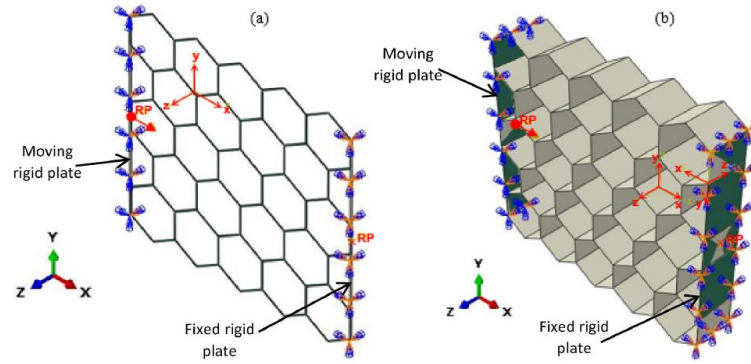 (a)
y
z
x
RP
Moving
rigid plate
RP
Fixed rigid
plate
Y
Z
X
(b)
Moving
rigid plate
RP
y
z
x
x
z
y
RP
Fixed rigid
plate
Y
Z
X